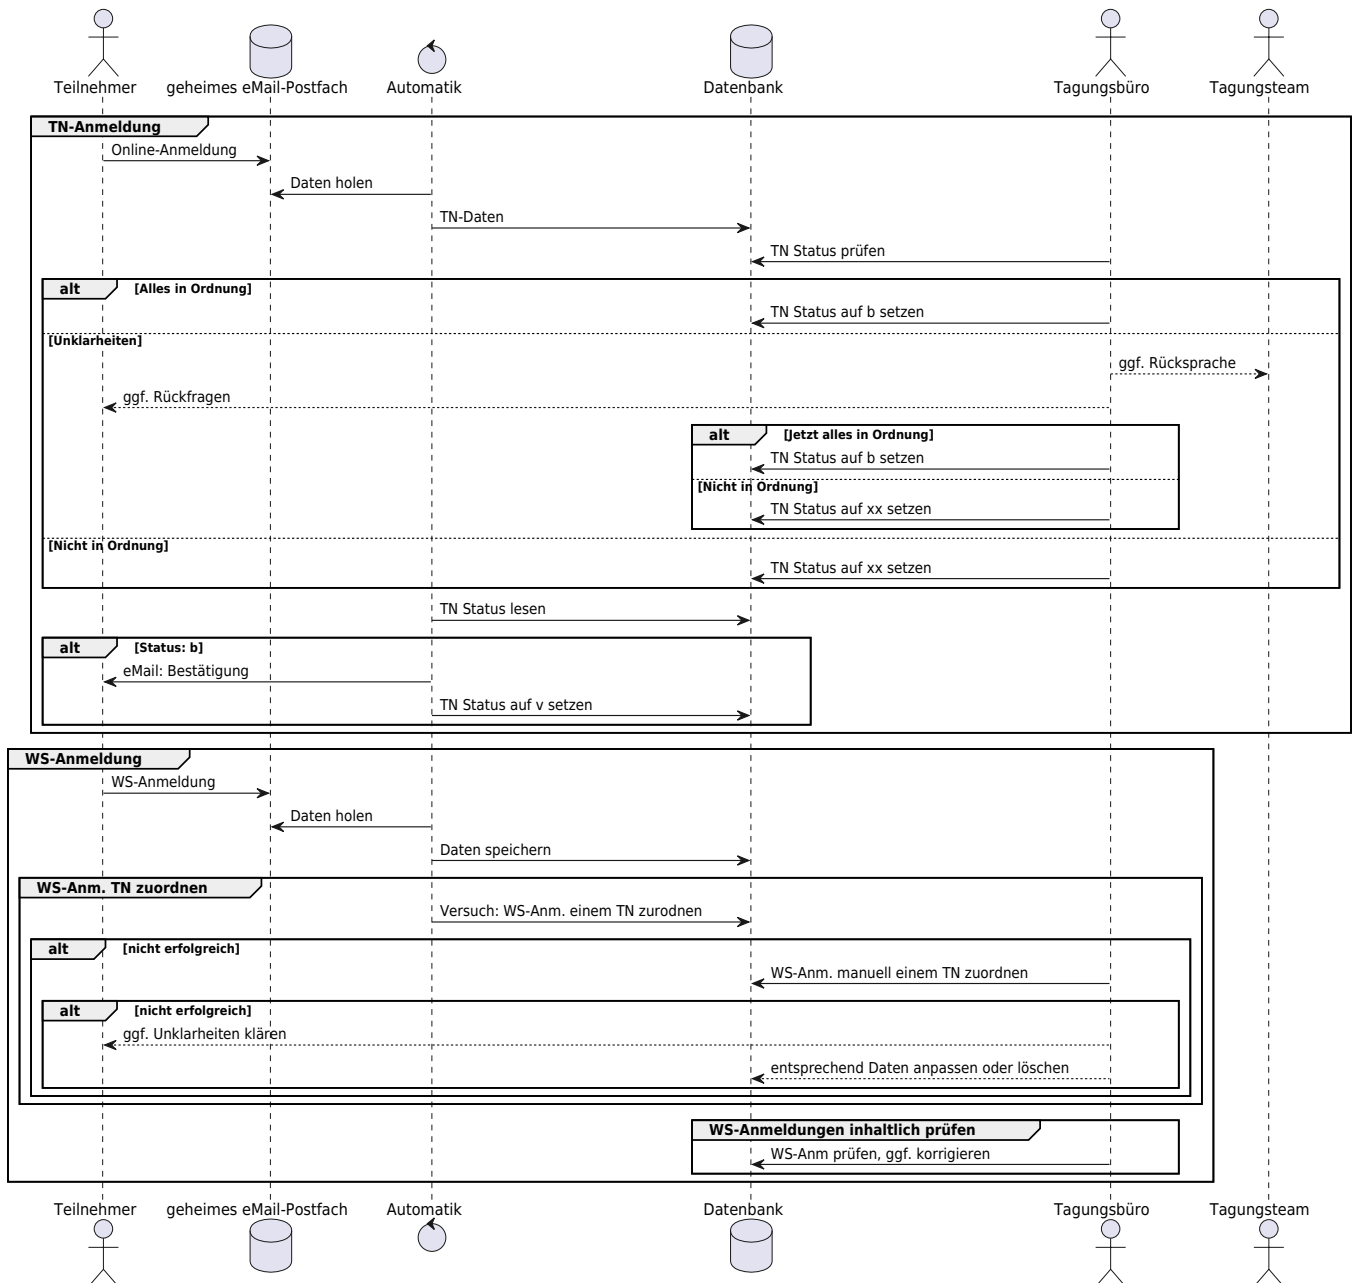 Teilnehmer
geheimes eMail-Postfach
Automatik
Datenbank
Tagungsbüro
Tagungsteam
TN-Anmeldung
Online-Anmeldung
Daten holen
TN-Daten
TN Status prüfen
alt
[Alles in Ordnung]
TN Status auf b setzen
[Unklarheiten]
ggf. Rücksprache
ggf. Rückfragen
alt
[Jetzt alles in Ordnung]
TN Status auf b setzen
[Nicht in Ordnung]
TN Status auf xx setzen
[Nicht in Ordnung]
TN Status auf xx setzen
TN Status lesen
alt
[Status: b]
eMail: Bestätigung
TN Status auf v setzen
WS-Anmeldung
WS-Anmeldung
Daten holen
Daten speichern
WS-Anm. TN zuordnen
Versuch: WS-Anm. einem TN zurodnen
alt
[nicht erfolgreich]
WS-Anm. manuell einem TN zuordnen
alt
[nicht erfolgreich]
ggf. Unklarheiten klären
entsprechend Daten anpassen oder löschen
WS-Anmeldungen inhaltlich prüfen
WS-Anm prüfen, ggf. korrigieren
Teilnehmer
geheimes eMail-Postfach
Automatik
Datenbank
Tagungsbüro
Tagungsteam